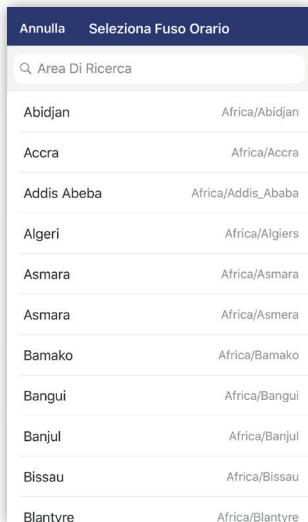 Annulla Seleziona Fuso Orario
Area Di Ricerca
Abidjan Africa/Abidjan
Accra Africa/Accra
Addis Abeba Africa/Addis_Ababa
Algeri Africa/Algiers
Asmara Africa/Asmara
Asmara Africa/Asmera
Bamako Africa/Bamako
Bangui Africa/Bangui
Banjul Africa/Banjul
Bissau Africa/Bissau
Blantyre Africa/Blantyre